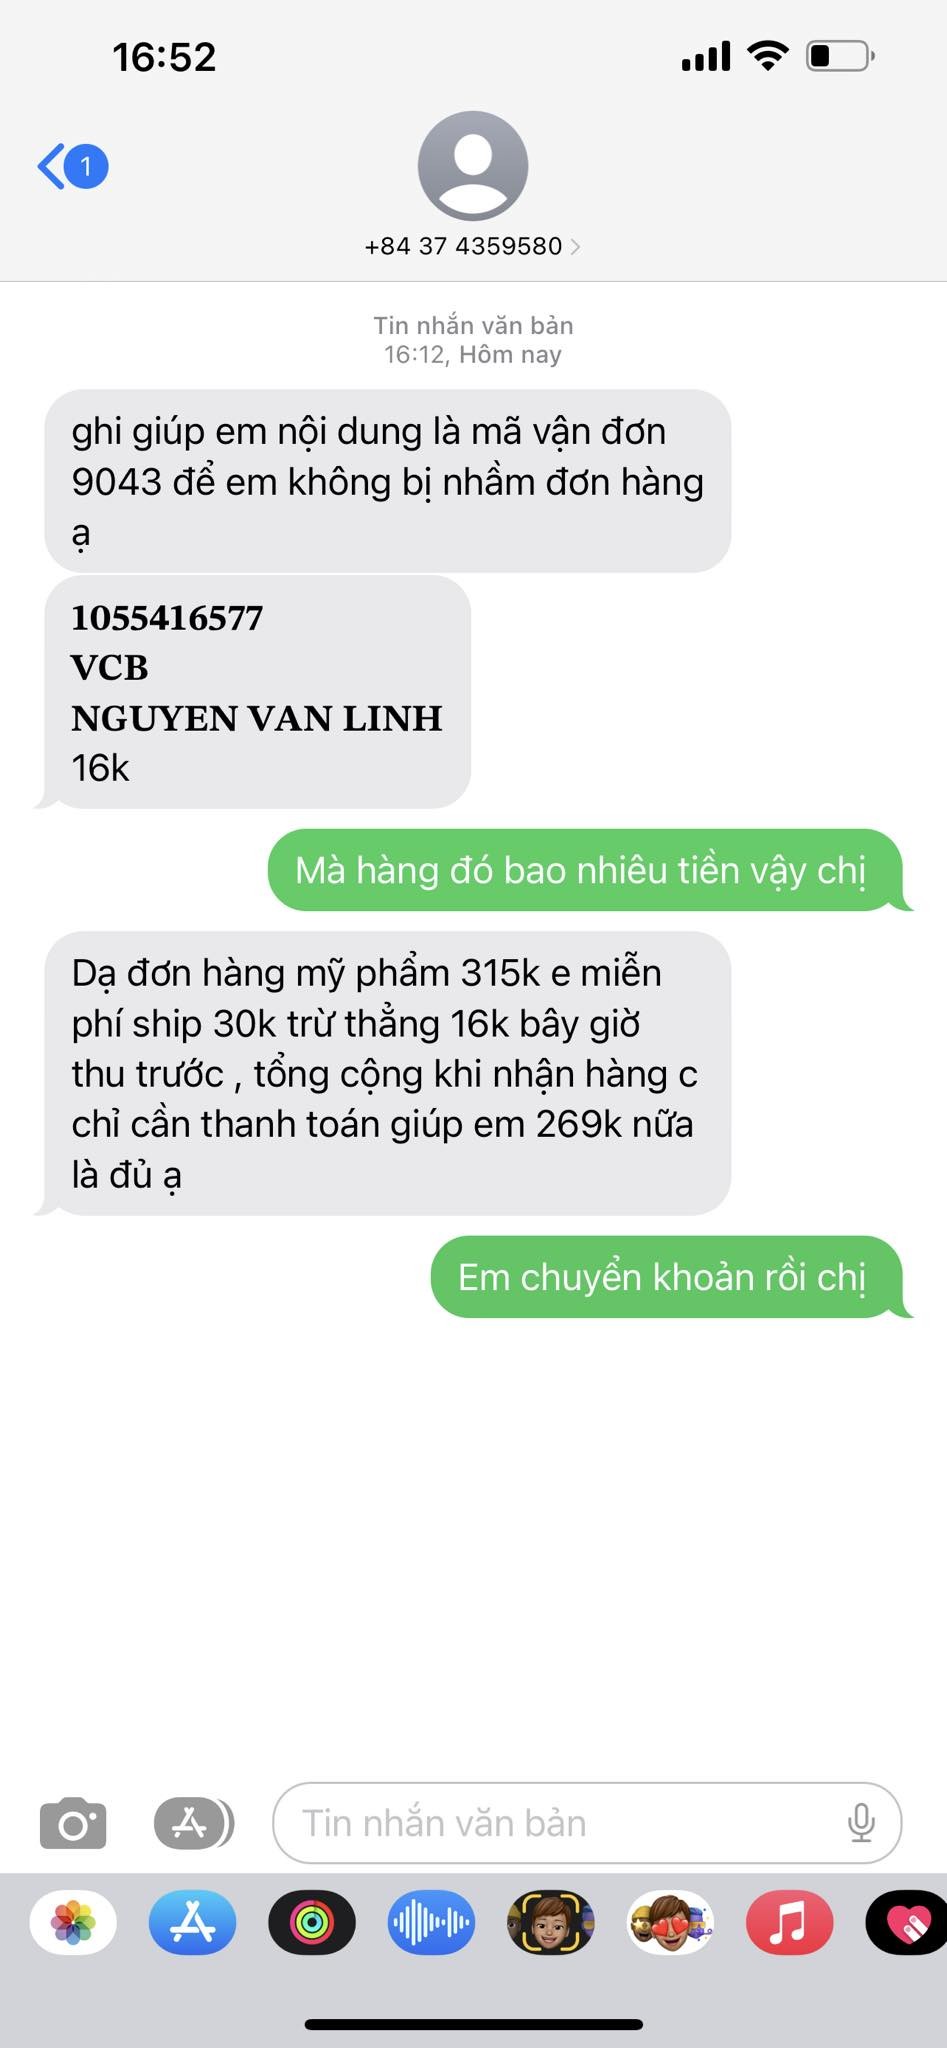 16:52
1
+84 37 4359580
Tin nhắn văn bản
16:12, Hôm nay
ghi giúp em nội dung là mã vận đơn
9043 để em không bị nhầm đơn hàng
ạ
1055416577
VCB
NGUYEN VAN LINH
16k
Mà hàng đó bao nhiêu tiền vậy chị
Dạ đơn hàng mỹ phẩm 315k e miễn
phí ship 30k trừ thẳng 16k bây giờ
thu trước , tổng cộng khi nhận hàng c
chỉ cần thanh toán giúp em 269k nữa
là đủ ạ
Em chuyển khoản rồi chị
Tin nhắn văn bản